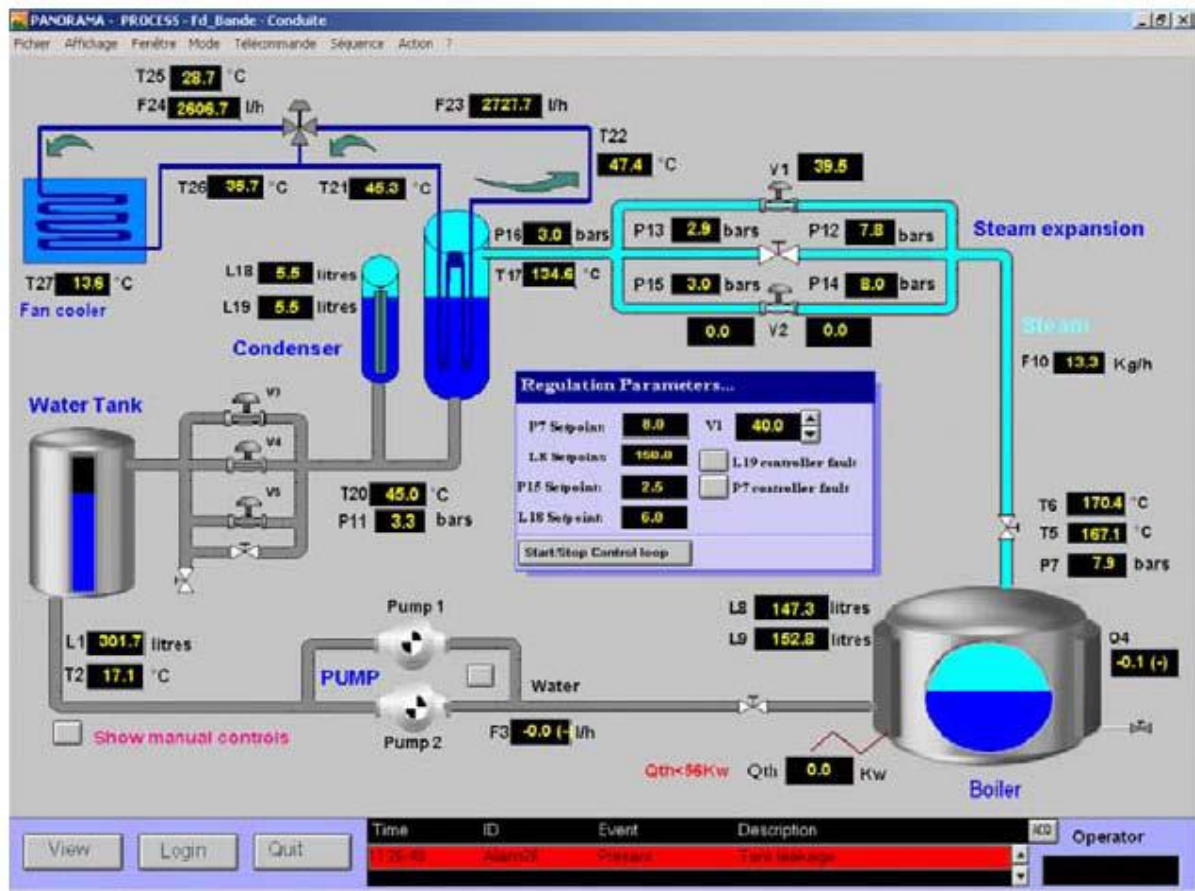 PANORAMA - PROCESS - Fd_Bande - Conduite
Fichier Affichage Fenêtre Mode Télécommande Séquence Action ?
T25 28.7 °C
F24 2606.7 l/h
F23 2727.7 l/h
T22
47.4 °C
V1 39.5
T26 35.7 °C
T21 45.3 °C
P16 3.0 bars
P13 2.9 bars
P12 7.8 bars
Steam expansion
L18 5.5 litres
T17 134.6 °C
T27 13.6 °C
P15 3.0 bars
P14 8.0 bars
L19 5.5 litres
Fan cooler
0.0 V2 0.0
Steam
Condenser
F10 13.3 Kg/h
Regulation Parameters...
P7 Setpoint: 8.0 V1 40.0
L8 Setpoint: 150.0 L19 controller fault
P15 Setpoint: 2.5 P7 controller fault
L18 Setpoint: 6.0
Start/Stop Control loop
Water Tank
V3
V4
V5
T20 45.0 °C
P11 3.3 bars
T6 170.4 °C
T5 167.1 °C
P7 7.9 bars
Pump 1
L8 147.3 litres
L9 152.8 litres
L1 301.7 litres
T2 17.1 °C
O4
-0.1 (-)
PUMP
Water
Show manual controls
Pump 2
F3 -0.0 (- l/h
Qth<56Kw Qth 0.0 Kw
Boiler
View Login Quit
Time ID Event Description ACQ Operator
Alarm26 Present Tank leakage